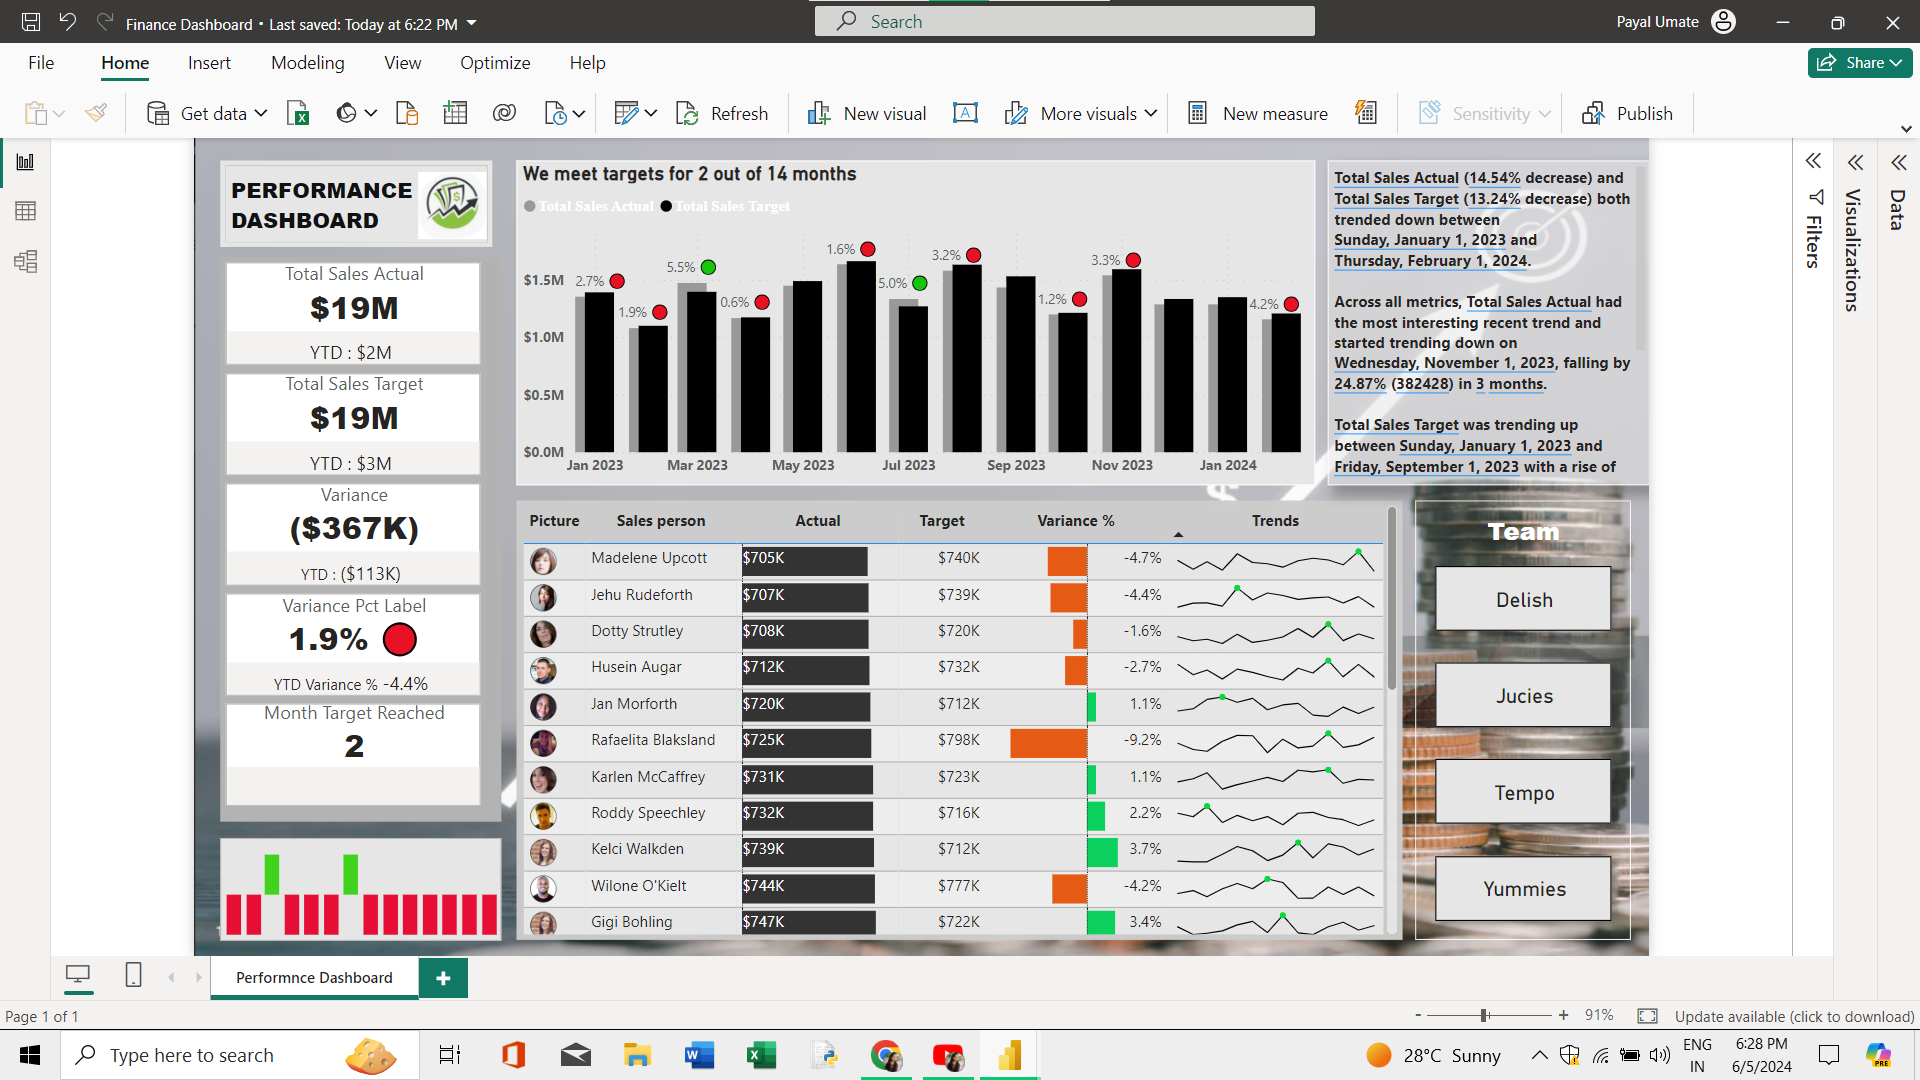 Finance Dashboard • Last saved: Today at 6:22 PM
Search
Payal Umate
File Home Insert Modeling View Optimize Help
Share
Get data
Refresh
New visual
A
More visuals
New measure
Sensitivity
Publish
PERFORMANCE
DASHBOARD
Total Sales Actual
$19M
YTD : $2M
Total Sales Target
$19M
YTD : $3M
Variance
($367K)
YTD : ($113K)
Variance Pct Label
1.9%
YTD Variance % -4.4%
Month Target Reached
2
We meet targets for 2 out of 14 months
Total Sales Actual Total Sales Target
$1.5M
$1.0M
$0.5M
$0.0M
2.7%
1.9%
5.5%
0.6%
1.6%
5.0%
3.2%
1.2%
3.3%
4.2%
Jan 2023 Mar 2023 May 2023 Jul 2023 Sep 2023 Nov 2023 Jan 2024
Total Sales Actual (14.54% decrease) and
Total Sales Target (13.24% decrease) both
trended down between
Sunday, January 1, 2023 and
Thursday, February 1, 2024.
Across all metrics, Total Sales Actual had
the most interesting recent trend and
started trending down on
Wednesday, November 1, 2023, falling by
24.87% (382428) in 3 months.
Total Sales Target was trending up
between Sunday, January 1, 2023 and
Friday, September 1, 2023 with a rise of
Picture Sales person Actual Target Variance % Trends
Madelene Upcott $705K $740K -4.7%
Jehu Rudeforth $707K $739K -4.4%
Dotty Strutley $708K $720K -1.6%
Husein Augar $712K $732K -2.7%
Jan Morforth $720K $712K 1.1%
Rafaelita Blaksland $725K $798K -9.2%
Karlen McCaffrey $731K $723K 1.1%
Roddy Speechley $732K $716K 2.2%
Kelci Walkden $739K $712K 3.7%
Wilone O'Kielt $744K $777K -4.2%
Gigi Bohling $747K $722K 3.4%
Team
Delish
Jucies
Tempo
Yummies
Filters
Visualizations
Data
Performnce Dashboard
+
Page 1 of 1
- + 91%
Update available (click to download)
Type here to search
28°C Sunny
ENG
IN
6:28 PM
6/5/2024
PRE